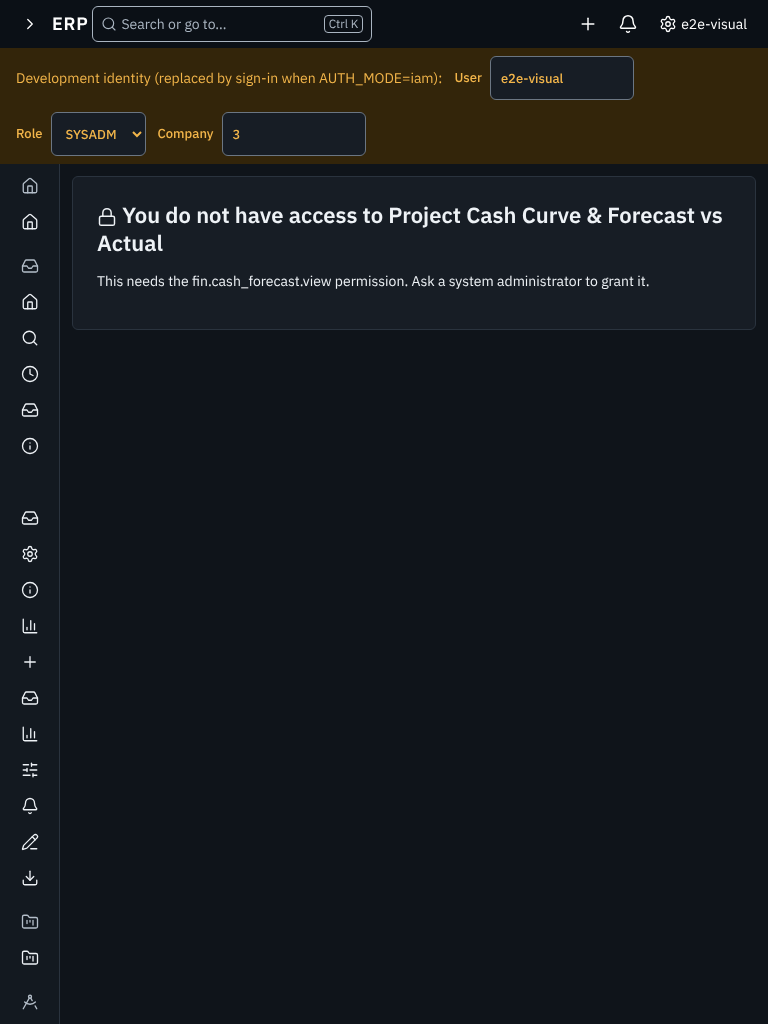 ERP
Search or go to...
Ctrl K
e2e-visual
Development identity (replaced by sign-in when AUTH_MODE=iam):
User
e2e-visual
Role
SYSADM
Company
3
You do not have access to Project Cash Curve & Forecast vs
Actual
This needs the fin.cash_forecast.view permission. Ask a system administrator to grant it.